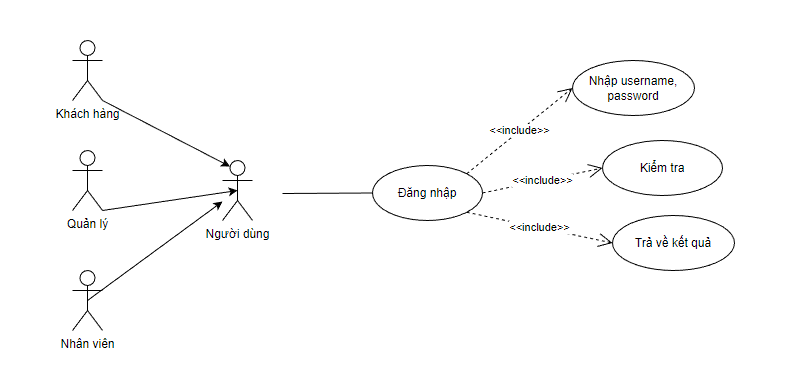 Khách hàng
Quản lý
Nhân viên
Người dùng
Đăng nhập
<<include>>
<<include>>
<<include>>
Nhập username,
password
Kiểm tra
Trả về kết quả